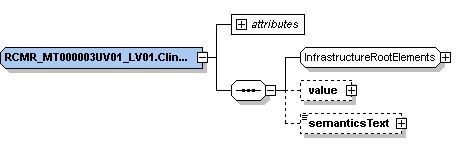 attributes
RCMR_MT000003UV01_LV01.Clin...
InfrastructureRootElements
value
semanticsText